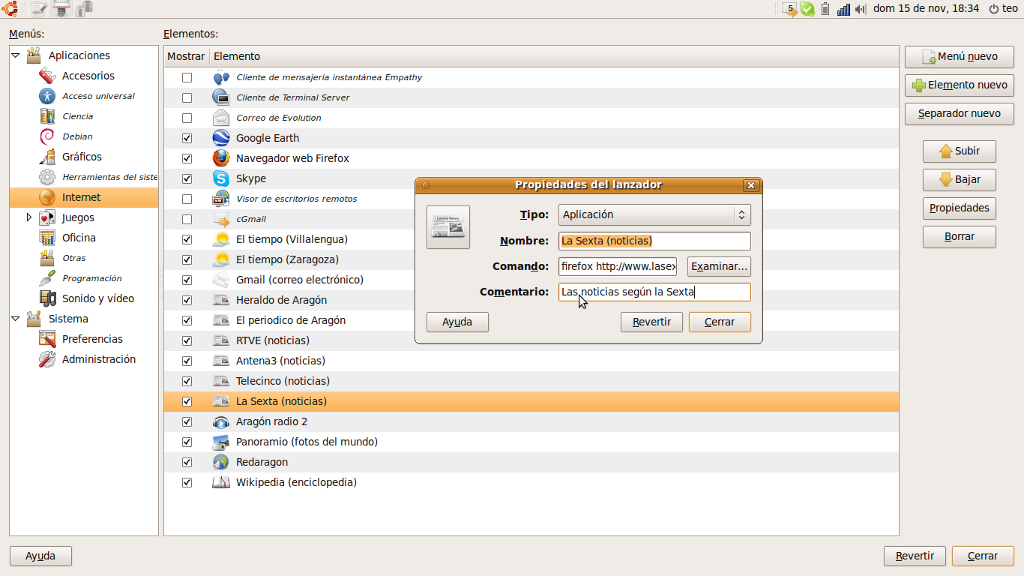 5
dom 15 de nov, 18:34
teo
Menús:
Elementos:
Aplicaciones
Accesorios
Acceso universal
Ciencia
Debian
Gráficos
Herramientas del siste
Internet
Juegos
Oficina
Otras
Programación
Sonido y vídeo
Sistema
Preferencias
Administración
Mostrar Elemento
Cliente de mensajería instantánea Empathy
Cliente de Terminal Server
Correo de Evolution
Google Earth
Navegador web Firefox
Skype
Visor de escritorios remotos
cGmail
El tiempo (Villalengua)
El tiempo (Zaragoza)
Gmail (correo electrónico)
Heraldo de Aragón
El periodico de Aragón
RTVE (noticias)
Antena3 (noticias)
Telecinco (noticias)
La Sexta (noticias)
Aragón radio 2
Panoramio (fotos del mundo)
Redaragon
Wikipedia (enciclopedia)
Propiedades del lanzador
Tipo: Aplicación
Nombre: La Sexta (noticias)
Comando: firefox http://www.lasex Examinar...
Comentario: Las noticias según la Sexta
Ayuda Revertir Cerrar
Menú nuevo
Elemento nuevo
Separador nuevo
Subir
Bajar
Propiedades
Borrar
Ayuda Revertir Cerrar